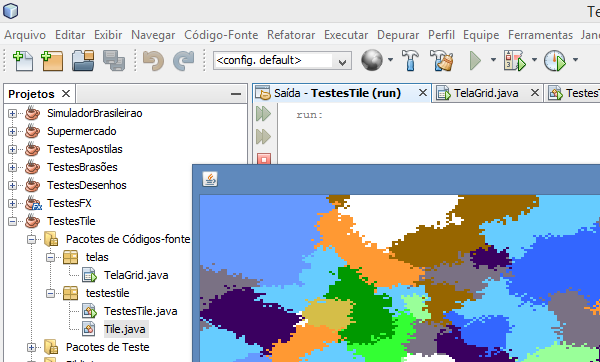 Te
Arquivo Editar Exibir Navegar Código-Fonte Refatorar Executar Depurar Perfil Equipe Ferramentas Jane
<config. default>
Projetos
Saída - TestesTile (run) TelaGrid.java TestesT
run:
SimuladorBrasileirao
Supermercado
TestesApostilas
TestesBrasões
TestesDesenhos
TestesFX
TestesTile
Pacotes de Códigos-fonte
telas
TelaGrid.java
testestile
TestesTile.java
Tile.java
Pacotes de Teste